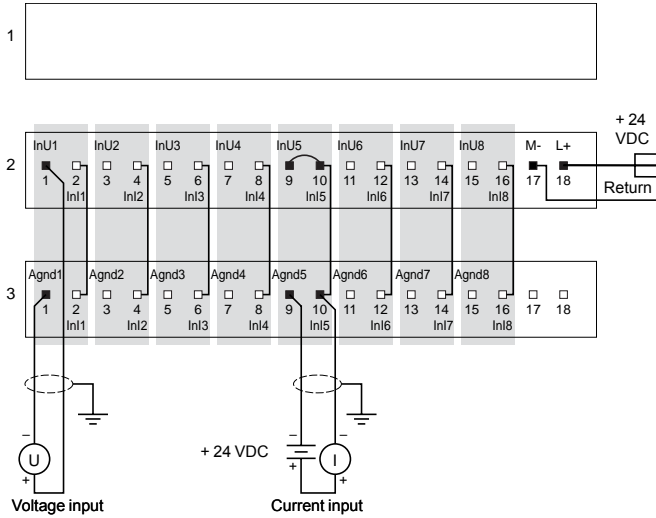 1
+ 24
VDC
InU1 InU2 InU3 InU4 InU5 InU6 InU7 InU8 M- L+
2
1 2 3 4 5 6 7 8 9 10 11 12 13 14 15 16 17 18
InI1 InI2 InI3 InI4 InI5 InI6 InI7 InI8
Return
Agnd1 Agnd2 Agnd3 Agnd4 Agnd5 Agnd6 Agnd7 Agnd8
3
1 2 3 4 5 6 7 8 9 10 11 12 13 14 15 16 17 18
InI1 InI2 InI3 InI4 InI5 InI6 InI7 InI8
– – –
+ 24 VDC
U I
+ + +
Voltage input Current input